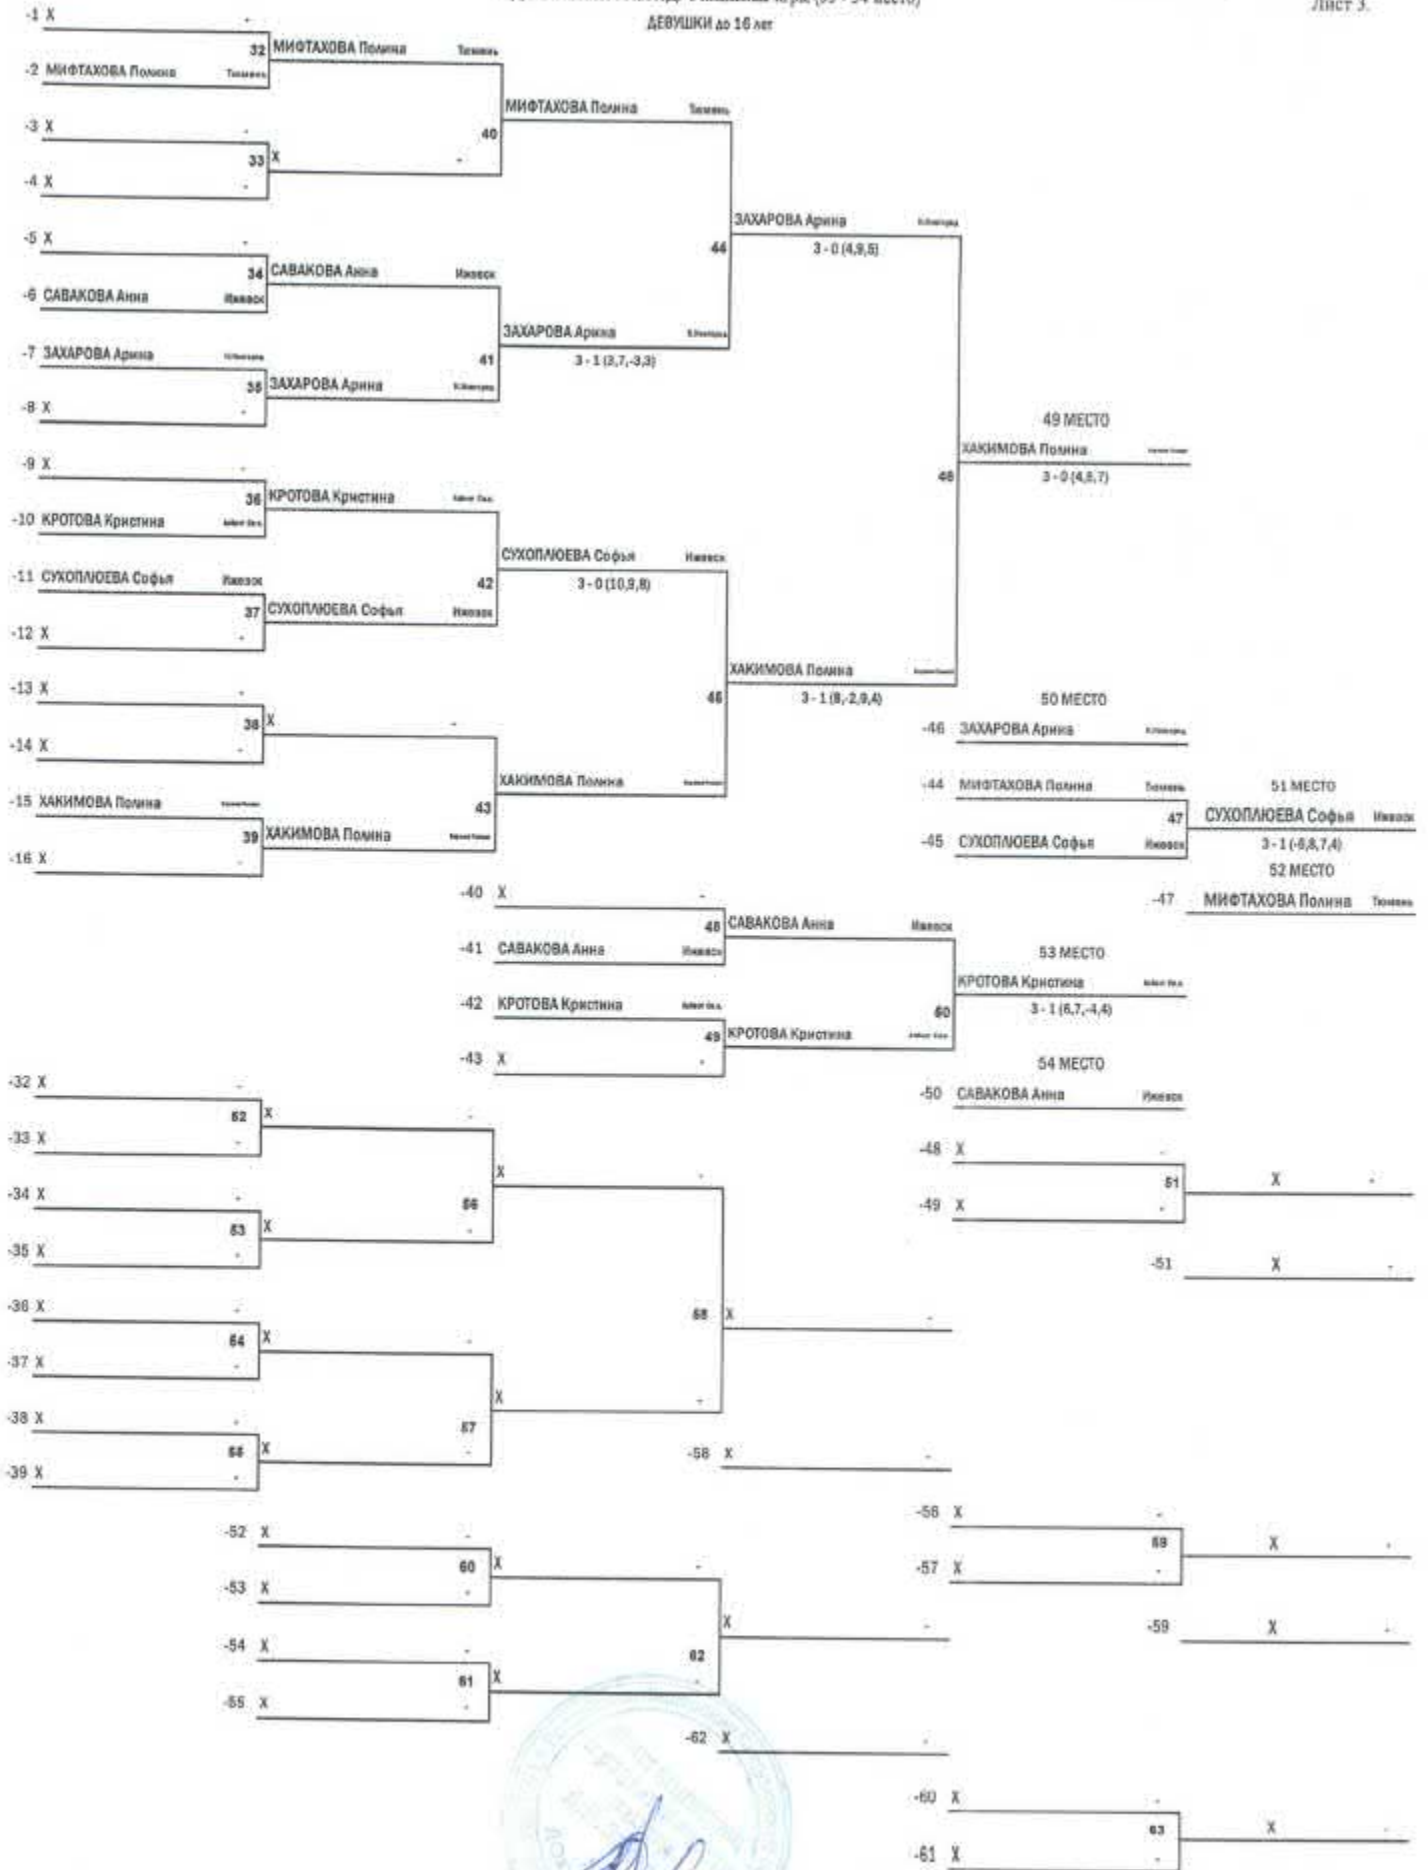 Лист 3.
ДЕВУШКИ до 16 лет
-1 X
32 МИФТАХОВА Полина Тюмень
-2 МИФТАХОВА Полина Тюмень
МИФТАХОВА Полина Тюмень
-3 X
40
33 X
-4 X
ЗАХАРОВА Арина
44 3 - 0 (4,9,5)
-5 X
34 САВАКОВА Анна Ижевск
-6 САВАКОВА Анна Ижевск
ЗАХАРОВА Арина
-7 ЗАХАРОВА Арина
41 3 - 1 (3,7,-3,3)
35 ЗАХАРОВА Арина
-8 X
49 МЕСТО
ХАКИМОВА Полина
-9 X
46 3 - 0
36 КРОТОВА Кристина
-10 КРОТОВА Кристина
СУХОПЛЮЕВА Софья Ижевск
-11 СУХОПЛЮЕВА Софья Ижевск
42 3 - 0 (10,9,8)
37 СУХОПЛЮЕВА Софья Ижевск
-12 X
ХАКИМОВА Полина
-13 X
45 3 - 1 (8,-2,9,4)
50 МЕСТО
38 X
-46 ЗАХАРОВА Арина
-14 X
ХАКИМОВА Полина
-44 МИФТАХОВА Полина Тюмень
51 МЕСТО
-15 ХАКИМОВА Полина
43
47 СУХОПЛЮЕВА Софья Ижевск
39 ХАКИМОВА Полина
-45 СУХОПЛЮЕВА Софья Ижевск
3 - 1 (-6,8,7,4)
-16 X
52 МЕСТО
-40 X
-47 МИФТАХОВА Полина Тюмень
48 САВАКОВА Анна Ижевск
-41 САВАКОВА Анна Ижевск
53 МЕСТО
КРОТОВА Кристина
-42 КРОТОВА Кристина
50 3 - 1 (6,7,-4,4)
49 КРОТОВА Кристина
-43 X
54 МЕСТО
-32 X
-50 САВАКОВА Анна Ижевск
52 X
-33 X
-48 X
X
51 X
-34 X
56
-49 X
53 X
-35 X
-51 X
-36 X
58 X
54 X
-37 X
X
-38 X
57
55 X
-58 X
-39 X
-56 X
-52 X
59 X
60 X
-57 X
-53 X
X
-59 X
-54 X
62
61 X
-55 X
-62 X
-60 X
63 X
-61 X